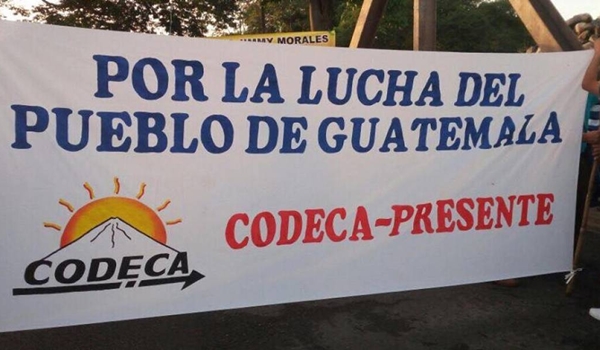 JIMMY MORALES
POR LA LUCHA DEL
PUEBLO DE GUATEMALA
CODECA-PRESENTE
CODECA